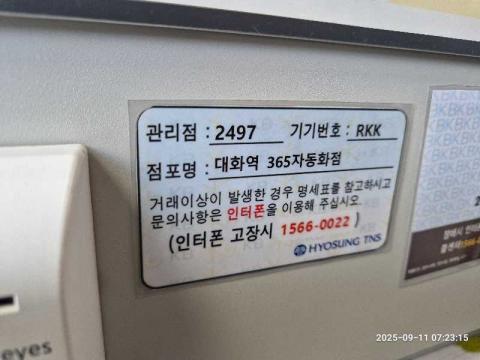 관리점 : 2497 기기번호 : RKK
점포명 : 대화역 365자동화점
거래이상이 발생한 경우 명세표를 참고하시고
문의사항은 인터폰을 이용해 주십시오.
(인터폰 고장시 1566-0022 )
HYOSUNG TNS
eyes
2025-09-11 07:23:15